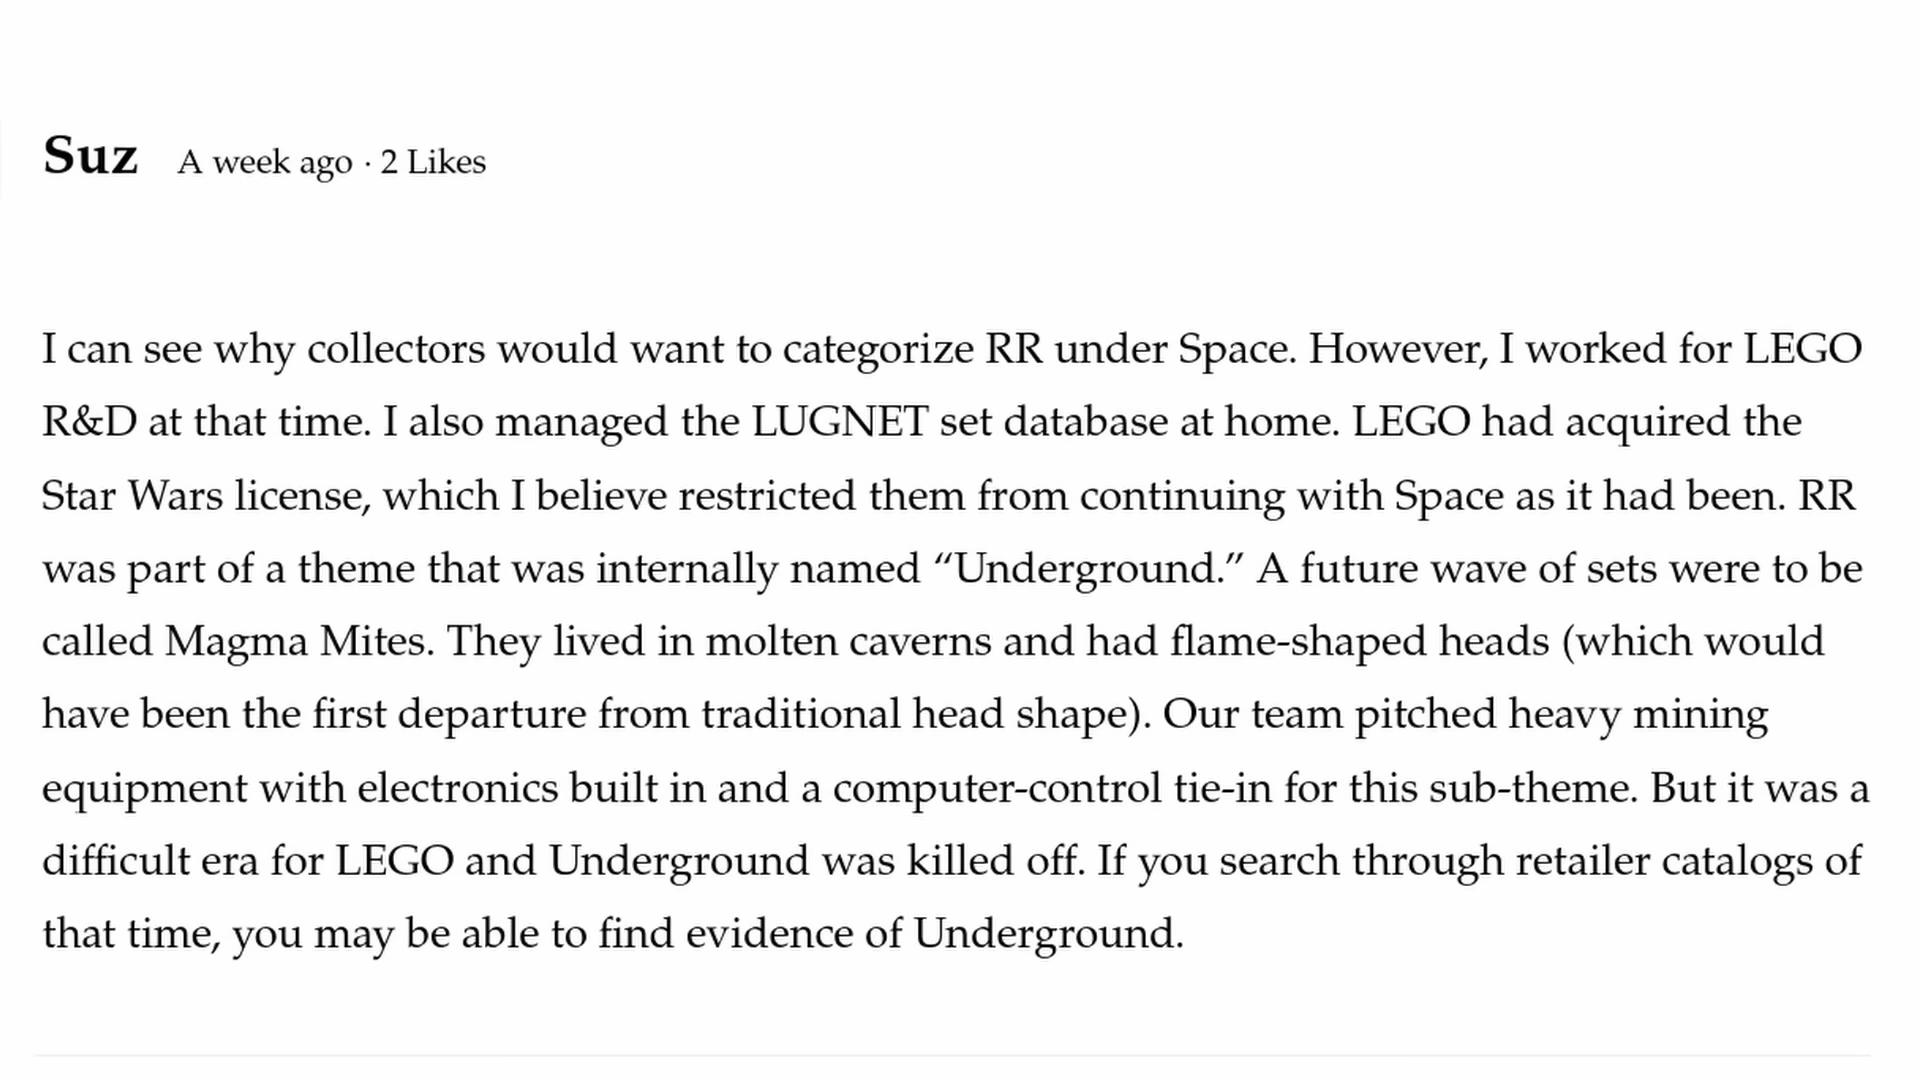 Suz A week ago · 2 Likes
I can see why collectors would want to categorize RR under Space. However, I worked for LEGO
R&D at that time. I also managed the LUGNET set database at home. LEGO had acquired the
Star Wars license, which I believe restricted them from continuing with Space as it had been. RR
was part of a theme that was internally named “Underground.” A future wave of sets were to be
called Magma Mites. They lived in molten caverns and had flame-shaped heads (which would
have been the first departure from traditional head shape). Our team pitched heavy mining
equipment with electronics built in and a computer-control tie-in for this sub-theme. But it was a
difficult era for LEGO and Underground was killed off. If you search through retailer catalogs of
that time, you may be able to find evidence of Underground.